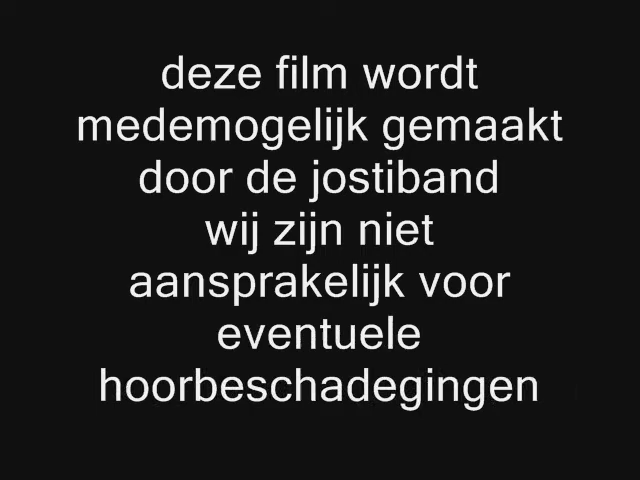 deze film wordt
medemogelijk gemaakt
door de jostiband
wij zijn niet
aansprakelijk voor
eventuele
hoorbeschadegingen